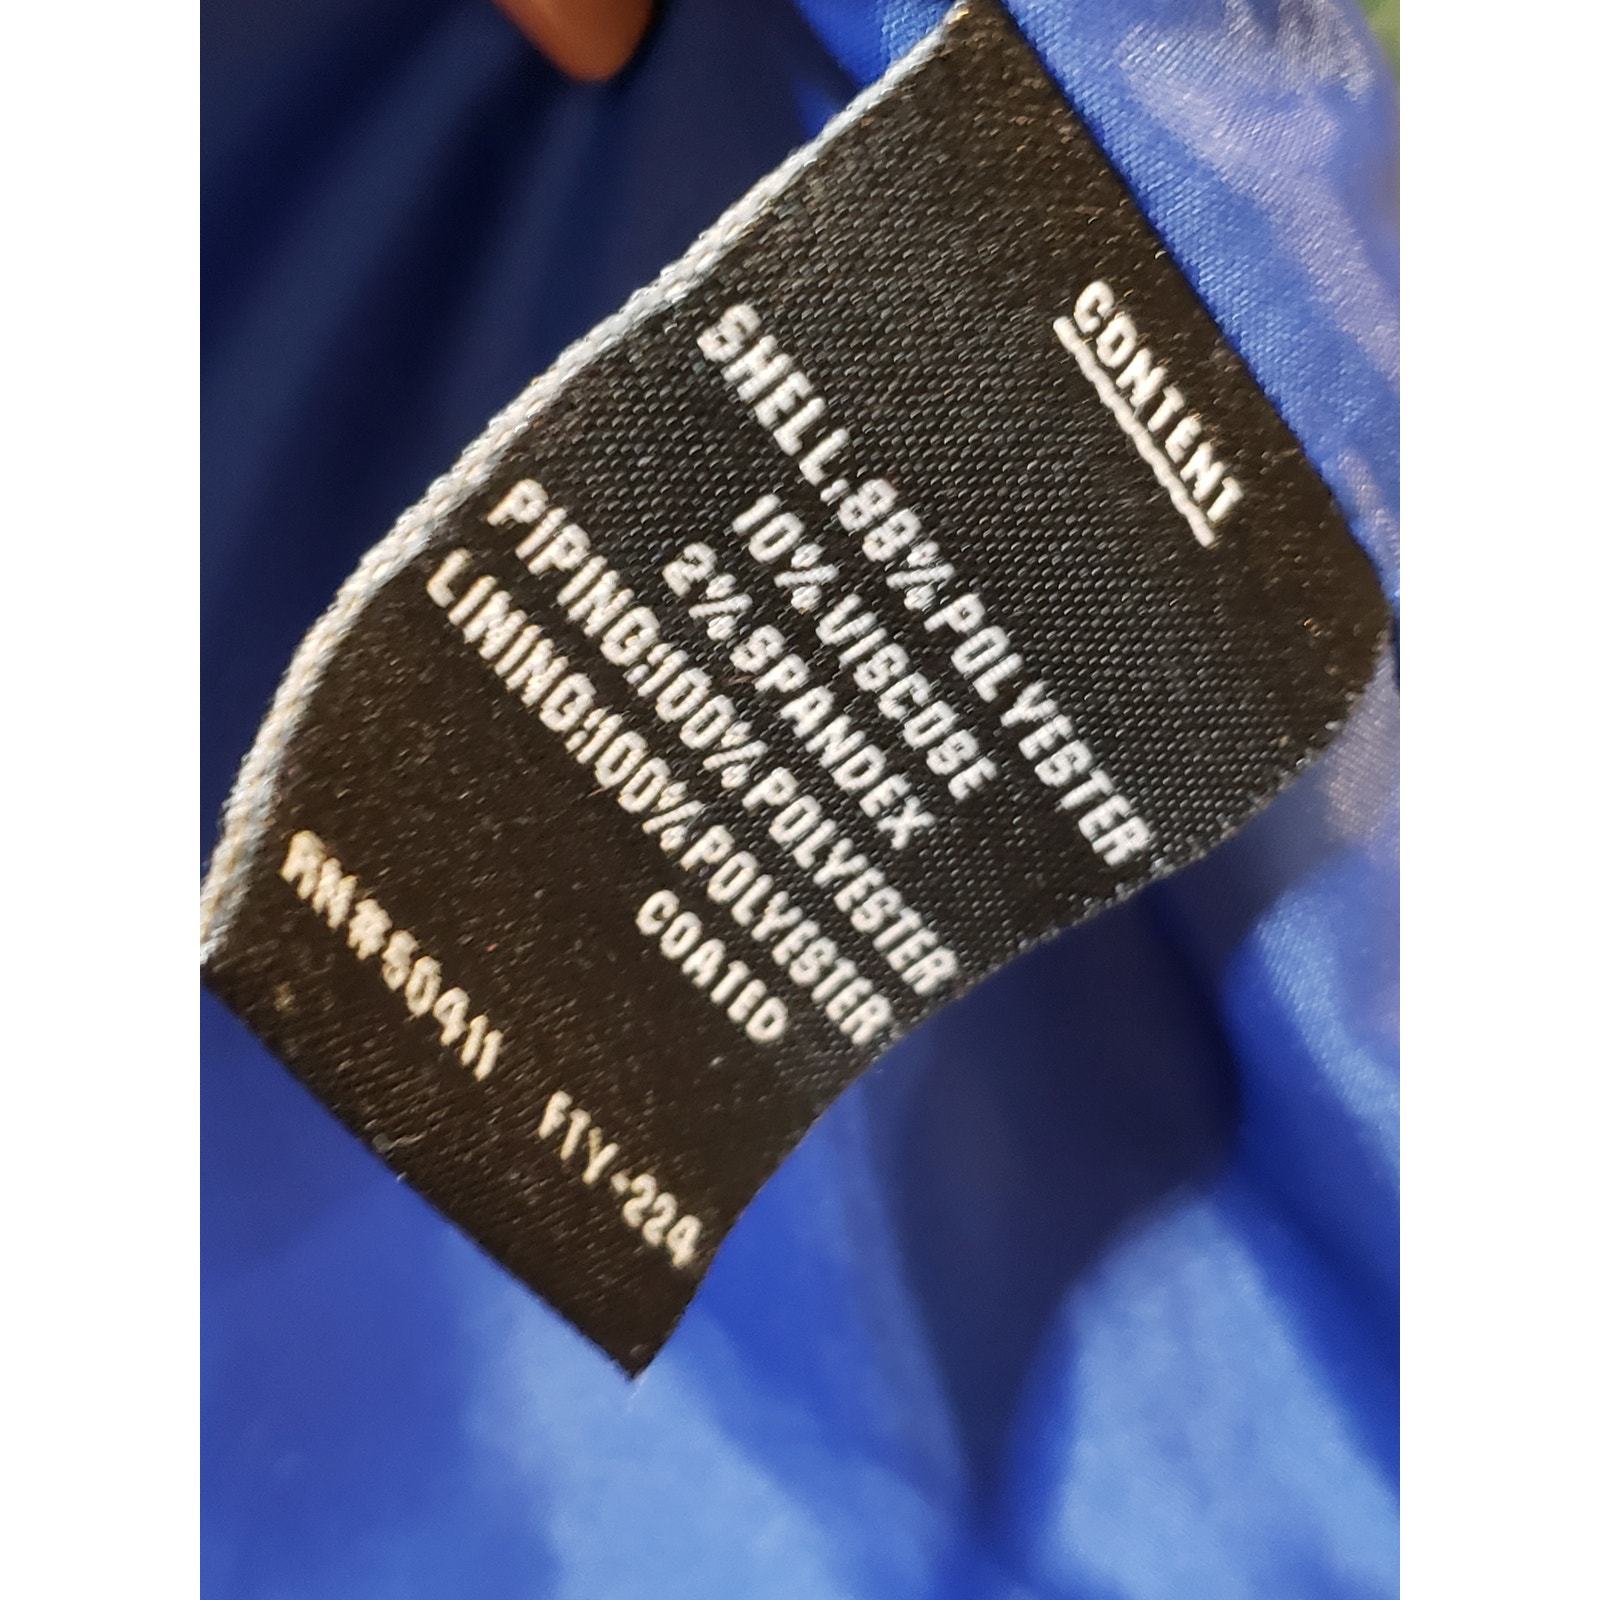 CONTENT
SHELL:88% POLYESTER
10% VISCOSE
2% SPANDEX
PIPING:100% POLYESTER
LINING:100% POLYESTER
COATED
RN#50411 FTY-224